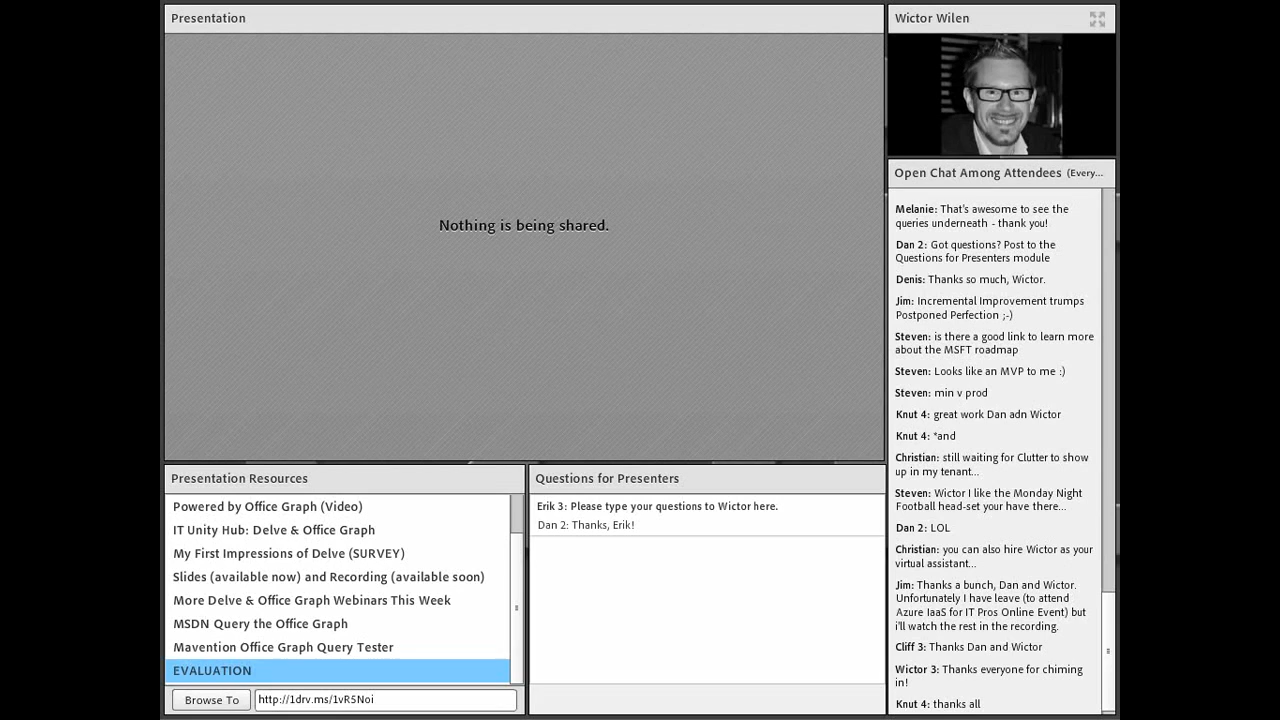 Presentation
Nothing is being shared.
Wictor Wilen
Open Chat Among Attendees (Every...
Melanie: That's awesome to see the
queries underneath - thank you!
Dan 2: Got questions? Post to the
Questions for Presenters module
Denis: Thanks so much, Wictor.
Jim: Incremental Improvement trumps
Postponed Perfection ;-)
Steven: is there a good link to learn more
about the MSFT roadmap
Steven: Looks like an MVP to me :)
Steven: min v prod
Knut 4: great work Dan adn Wictor
Knut 4: *and
Christian: still waiting for Clutter to show
up in my tenant...
Steven: Wictor I like the Monday Night
Football head-set your have there...
Dan 2: LOL
Christian: you can also hire Wictor as your
virtual assistant...
Jim: Thanks a bunch, Dan and Wictor.
Unfortunately I have leave (to attend
Azure IaaS for IT Pros Online Event) but
i'll watch the rest in the recording.
Cliff 3: Thanks Dan and Wictor
Wictor 3: Thanks everyone for chiming
in!
Knut 4: thanks all
Presentation Resources
Powered by Office Graph (Video)
IT Unity Hub: Delve & Office Graph
My First Impressions of Delve (SURVEY)
Slides (available now) and Recording (available soon)
More Delve & Office Graph Webinars This Week
MSDN Query the Office Graph
Mavention Office Graph Query Tester
EVALUATION
Browse To
http://1drv.ms/1vR5Noi
Questions for Presenters
Erik 3: Please type your questions to Wictor here.
Dan 2: Thanks, Erik!